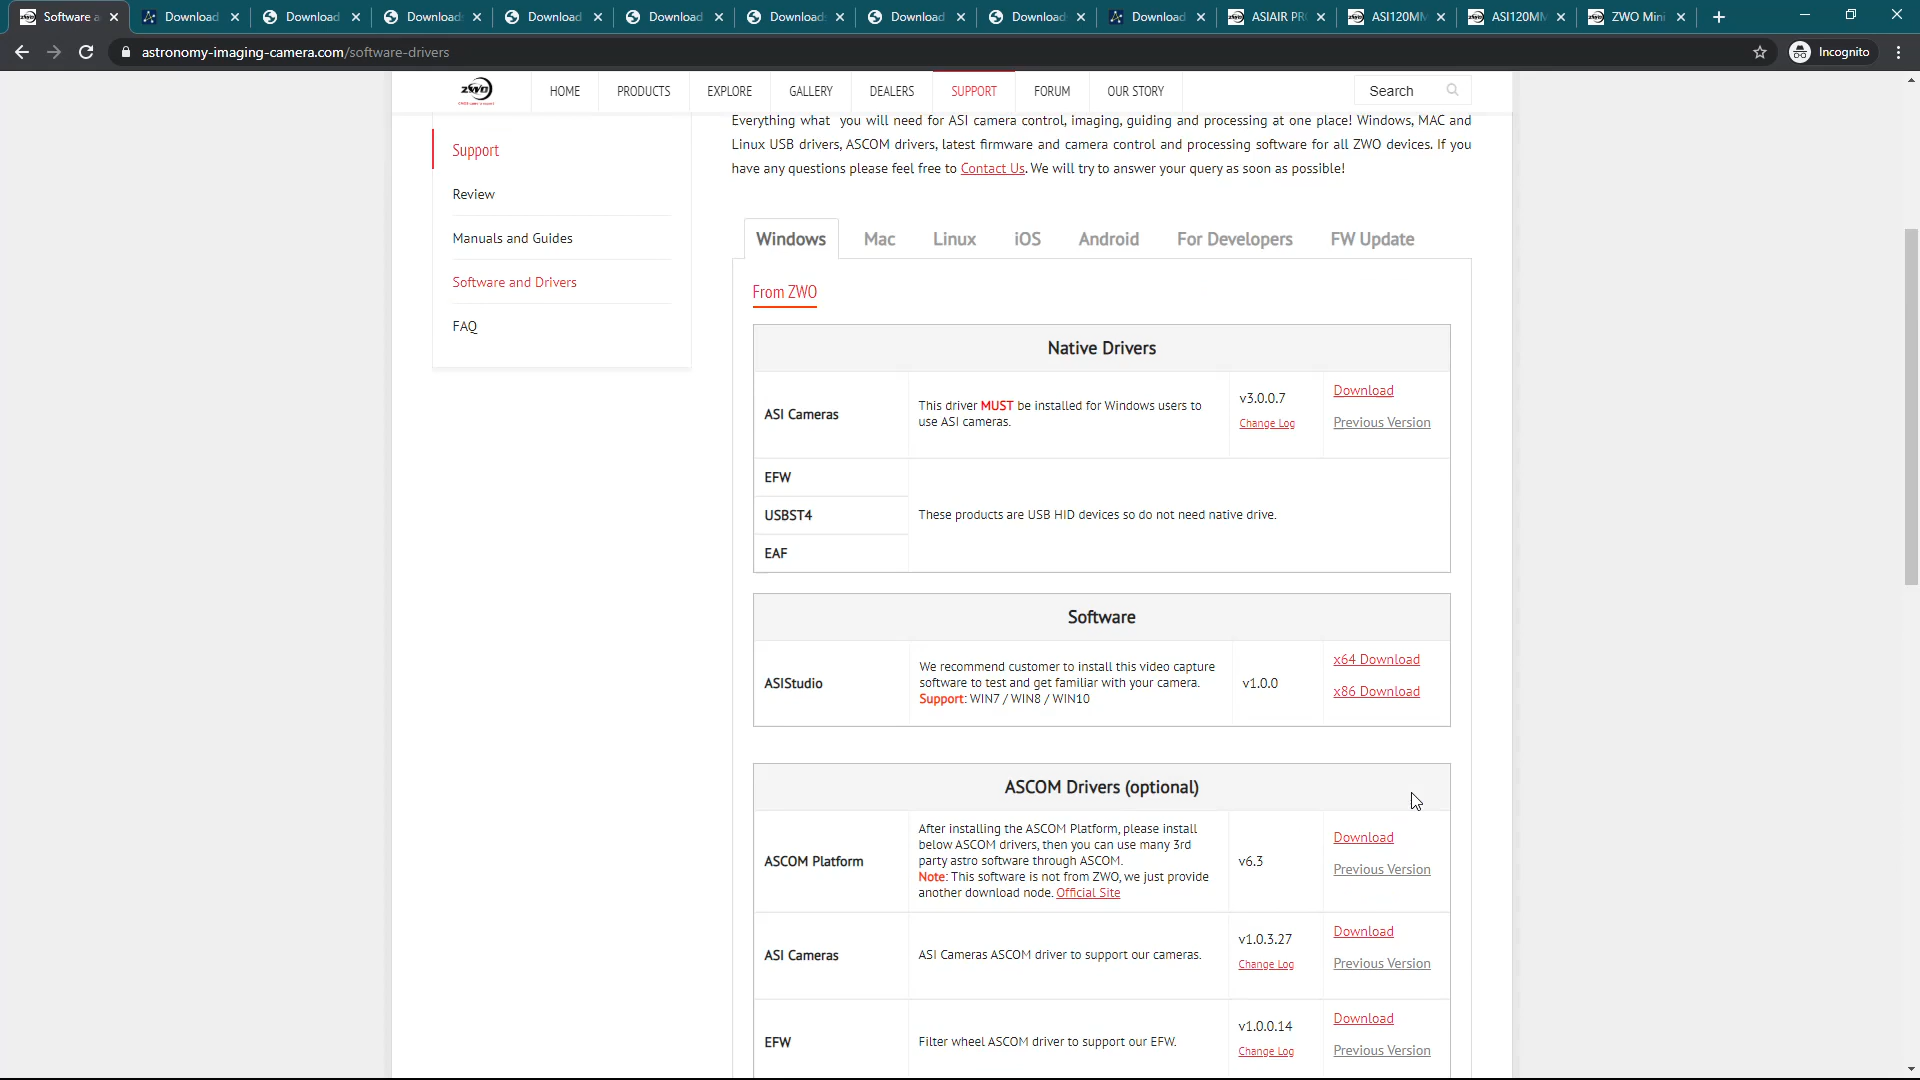 Software a
Download
Download
Download
Download
Download
Download
Download
Download
Download
ASIAIR PR
ASI120MM
ASI120MM
ZWO Mini
astronomy-imaging-camera.com/software-drivers
Incognito
ZWO
HOME
PRODUCTS
EXPLORE
GALLERY
DEALERS
SUPPORT
FORUM
OUR STORY
Search
Support
Review
Manuals and Guides
Software and Drivers
FAQ
Everything what you will need for ASI camera control, imaging, guiding and processing at one place! Windows, MAC and
Linux USB drivers, ASCOM drivers, latest firmware and camera control and processing software for all ZWO devices. If you
have any questions please feel free to Contact Us. We will try to answer your query as soon as possible!
Windows
Mac
Linux
iOS
Android
For Developers
FW Update
From ZWO
Native Drivers
ASI Cameras
This driver MUST be installed for Windows users to
use ASI cameras.
v3.0.0.7
Change Log
Download
Previous Version
EFW
USBST4
EAF
These products are USB HID devices so do not need native drive.
Software
ASIStudio
We recommend customer to install this video capture
software to test and get familiar with your camera.
Support: WIN7 / WIN8 / WIN10
v1.0.0
x64 Download
x86 Download
ASCOM Drivers (optional)
ASCOM Platform
After installing the ASCOM Platform, please install
below ASCOM drivers, then you can use many 3rd
party astro software through ASCOM.
Note: This software is not from ZWO, we just provide
another download node. Official Site
v6.3
Download
Previous Version
ASI Cameras
ASI Cameras ASCOM driver to support our cameras.
v1.0.3.27
Change Log
Download
Previous Version
EFW
Filter wheel ASCOM driver to support our EFW.
v1.0.0.14
Change Log
Download
Previous Version